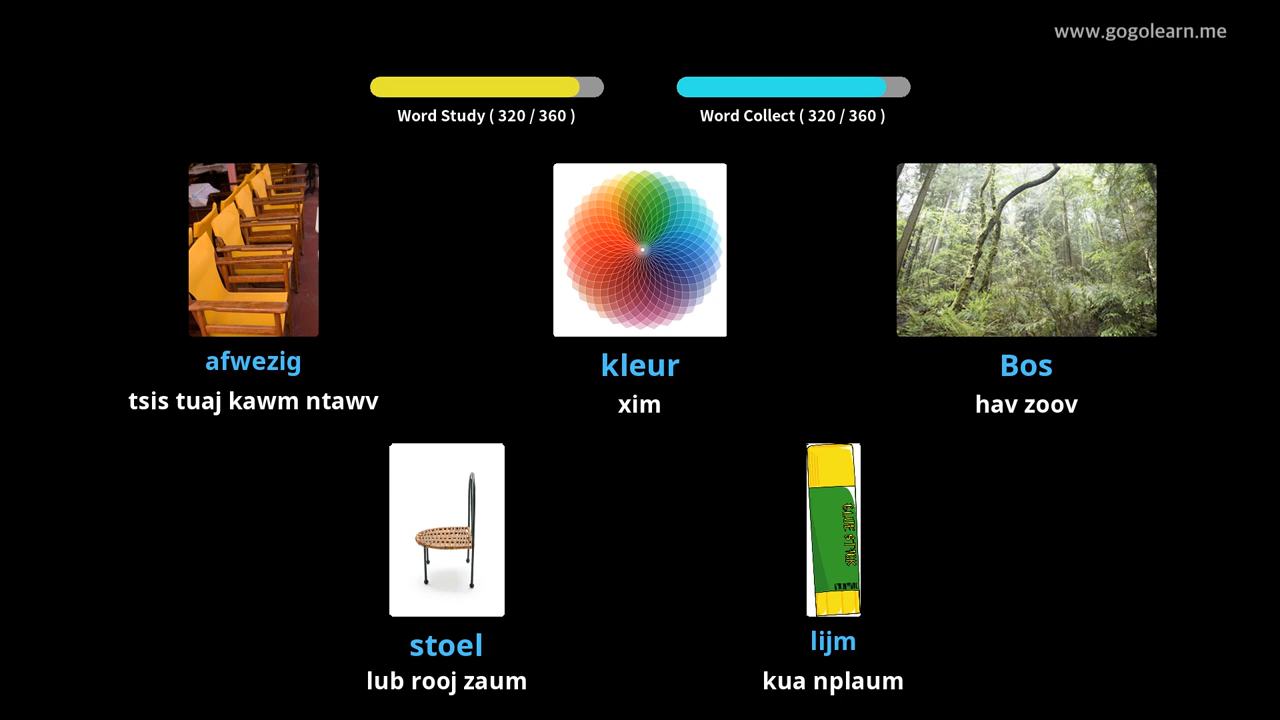 www.gogolearn.me
Word Study ( 320 / 360 )
Word Collect ( 320 / 360 )
afwezig
tsis tuaj kawm ntawv
kleur
xim
Bos
hav zoov
stoel
lub rooj zaum
lijm
kua nplaum